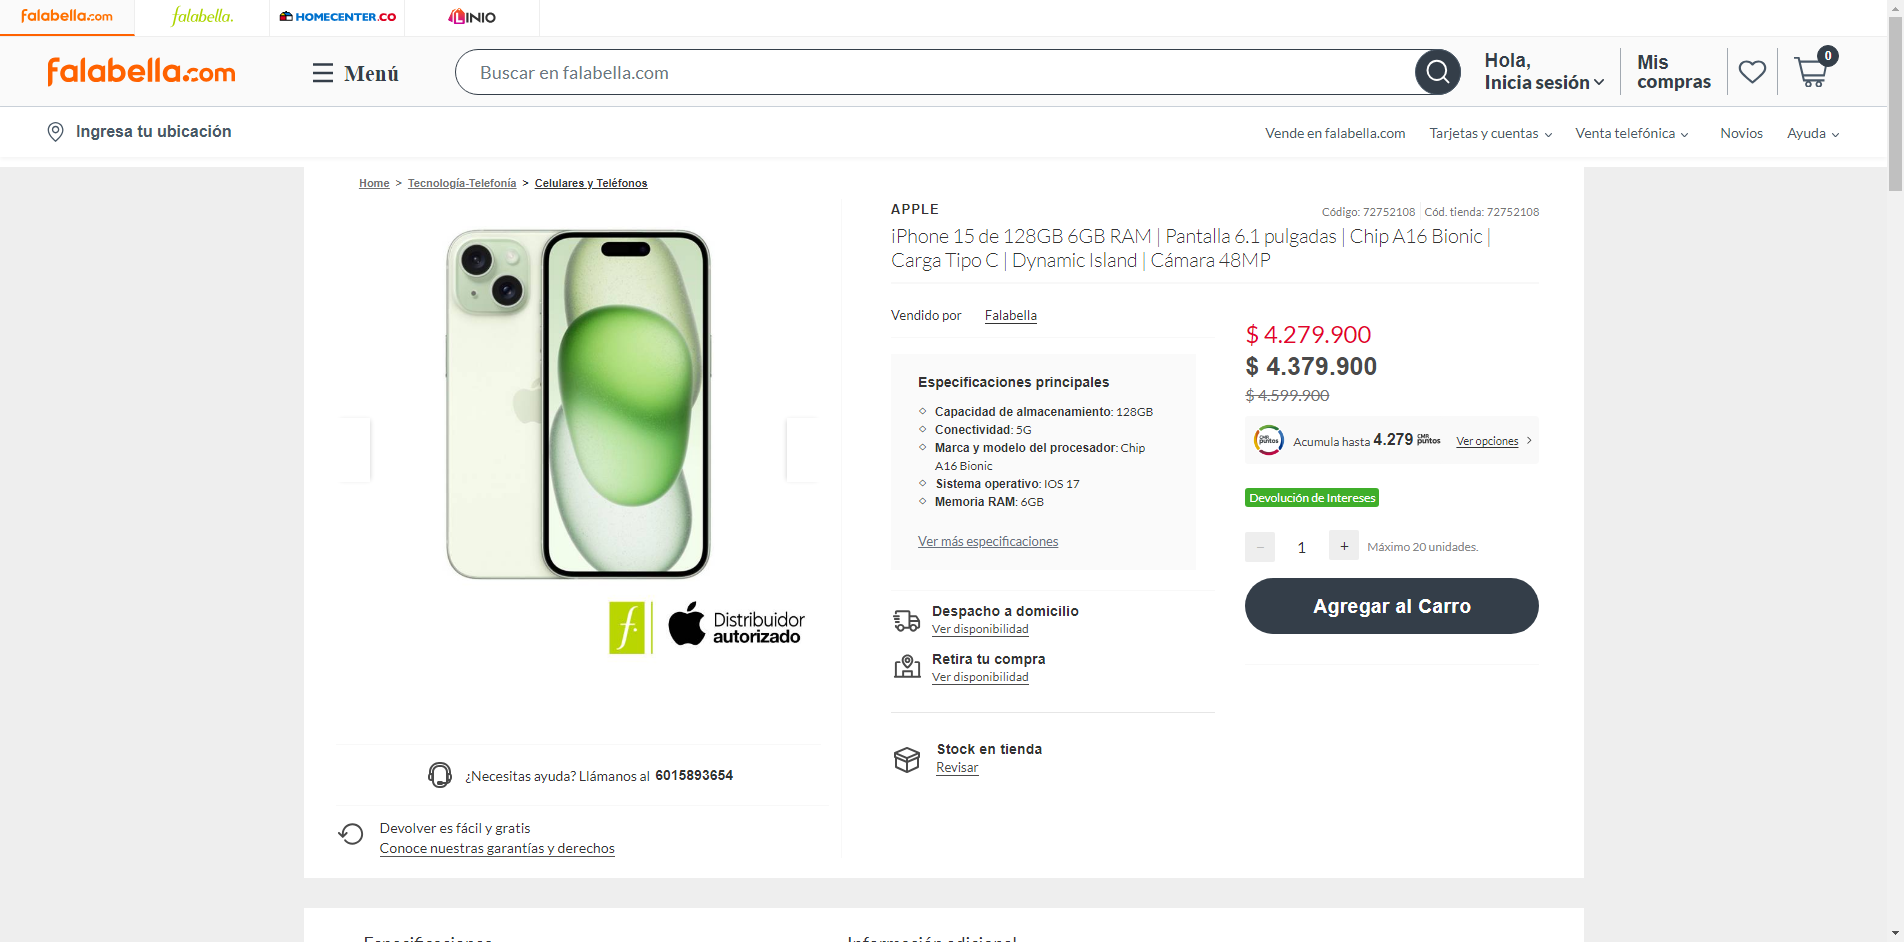 falabella.com
falabella.
HOMECENTER.CO
LINIO
falabella.com
Menú
Buscar en falabella.com
Hola,
Inicia sesión
Mis
compras
0
Ingresa tu ubicación
Vende en falabella.com
Tarjetas y cuentas
Venta telefónica
Novios
Ayuda
Home > Tecnología-Telefonía > Celulares y Teléfonos
APPLE
Código: 72752108
Cód. tienda: 72752108
iPhone 15 de 128GB 6GB RAM | Pantalla 6.1 pulgadas | Chip A16 Bionic |
Carga Tipo C | Dynamic Island | Cámara 48MP
Vendido por Falabella
Especificaciones principales
Capacidad de almacenamiento: 128GB
Conectividad: 5G
Marca y modelo del procesador: Chip
A16 Bionic
Sistema operativo: IOS 17
Memoria RAM: 6GB
Ver más especificaciones
$ 4.279.900
$ 4.379.900
$ 4.599.900
CMR puntos
Acumula hasta 4.279 CMR puntos
Ver opciones
Devolución de Intereses
− 1 + Máximo 20 unidades.
Agregar al Carro
f.
Distribuidor
autorizado
Despacho a domicilio
Ver disponibilidad
Retira tu compra
Ver disponibilidad
Stock en tienda
Revisar
¿Necesitas ayuda? Llámanos al 6015893654
Devolver es fácil y gratis
Conoce nuestras garantías y derechos
Especificaciones
Información adicional